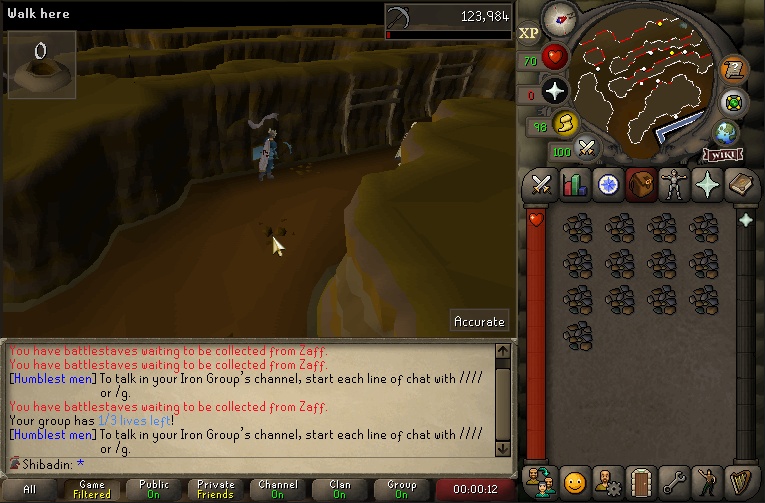 Walk here
123,984
0
XP
70
0
98
100
WIKI
Accurate
You have battlestaves waiting to be collected from Zaff.
You have battlestaves waiting to be collected from Zaff.
[Humblest men] To talk in your Iron Group's channel, start each line of chat with ////
or /g.
You have battlestaves waiting to be collected from Zaff.
Your group has 1/3 lives left!
[Humblest men] To talk in your Iron Group's channel, start each line of chat with ////
or /g.
Shibadin: *
All Game Public Private Channel Clan Group 00:00:12
Filtered On Friends On On On